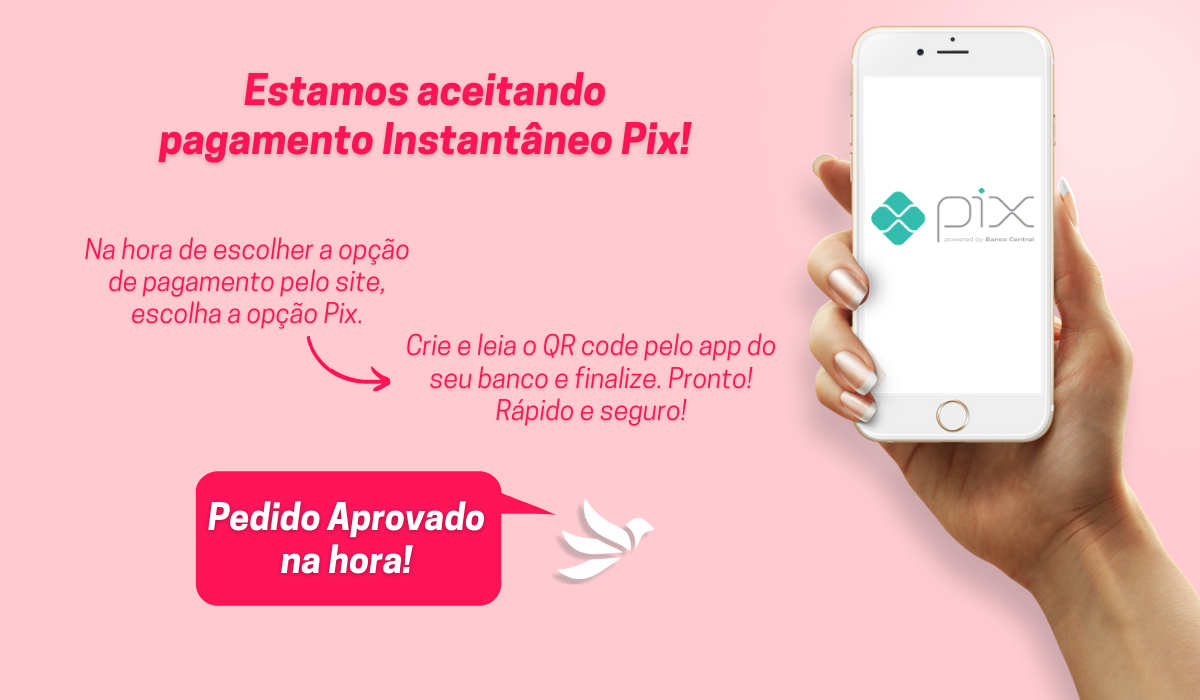 Estamos aceitando
pagamento Instantâneo Pix!
Na hora de escolher a opção
de pagamento pelo site,
escolha a opção Pix.
Crie e leia o QR code pelo app do
seu banco e finalize. Pronto!
Rápido e seguro!
Pedido Aprovado
na hora!
pix
powered by Banco Central